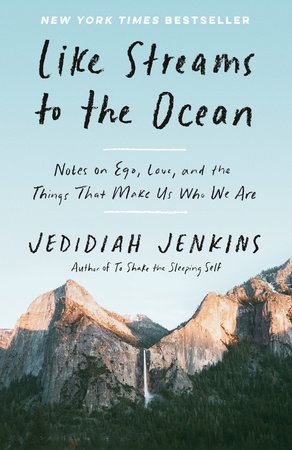 NEW YORK TIMES BESTSELLER
Like Streams
to the Ocean
Notes on Ego, Love, and the
Things That Make Us Who We Are
JEDIDIAH JENKINS
Author of To Shake the Sleeping Self